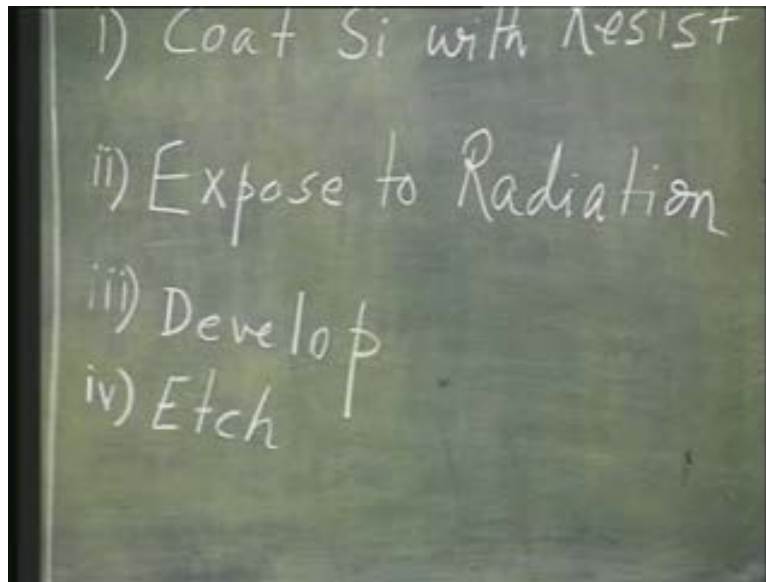 i) Coat Si with Resist
ii) Expose to Radiation
iii) Develop
iv) Etch